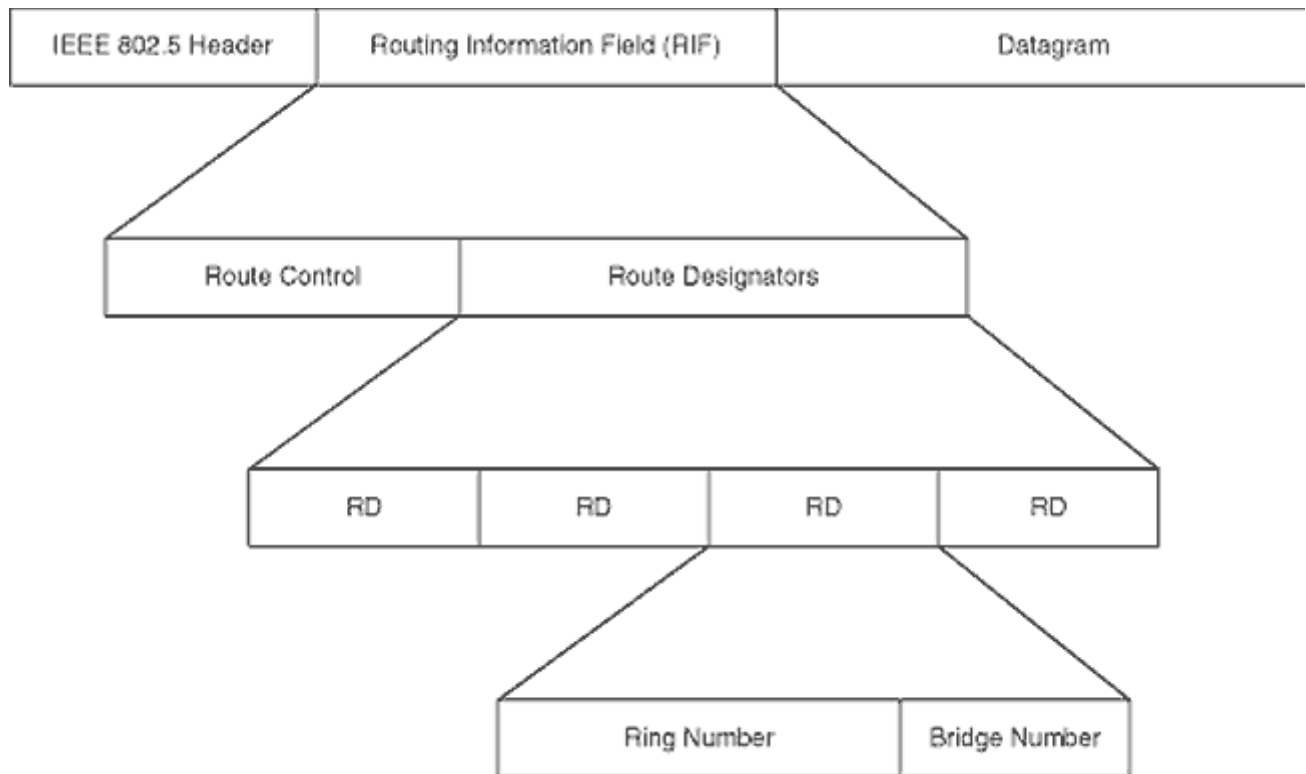 IEEE 802.5 Header Routing Information Field (RIF) Datagram
Route Control Route Designators
RD RD RD RD
Ring Number Bridge Number